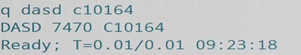 q dasd c10164
DASD 7470 C10164
Ready; T=0.01/0.01 09:23:18